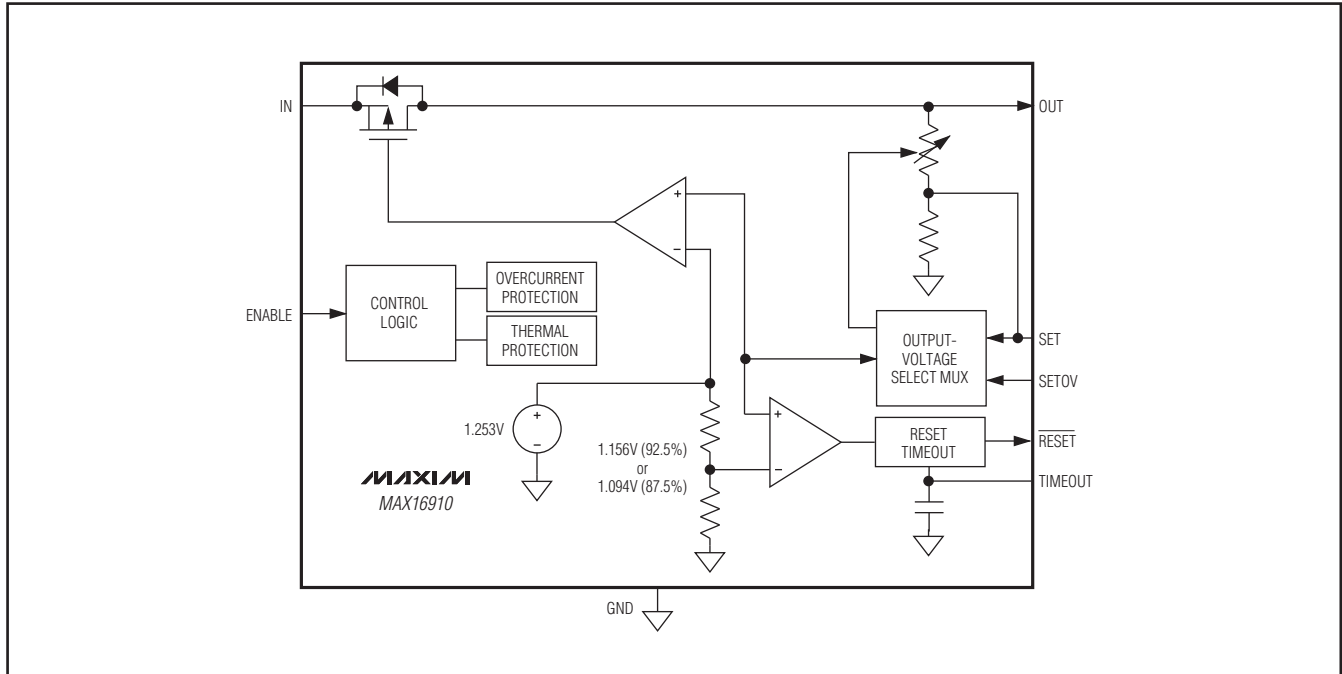 IN
OUT
+
−
OVERCURRENT
PROTECTION
CONTROL
LOGIC
THERMAL
PROTECTION
ENABLE
OUTPUT-
VOLTAGE
SELECT MUX
SET
SETOV
+
−
1.253V
1.156V (92.5%)
or
1.094V (87.5%)
+
−
RESET
TIMEOUT
RESET
TIMEOUT
MAXIM
MAX16910
GND